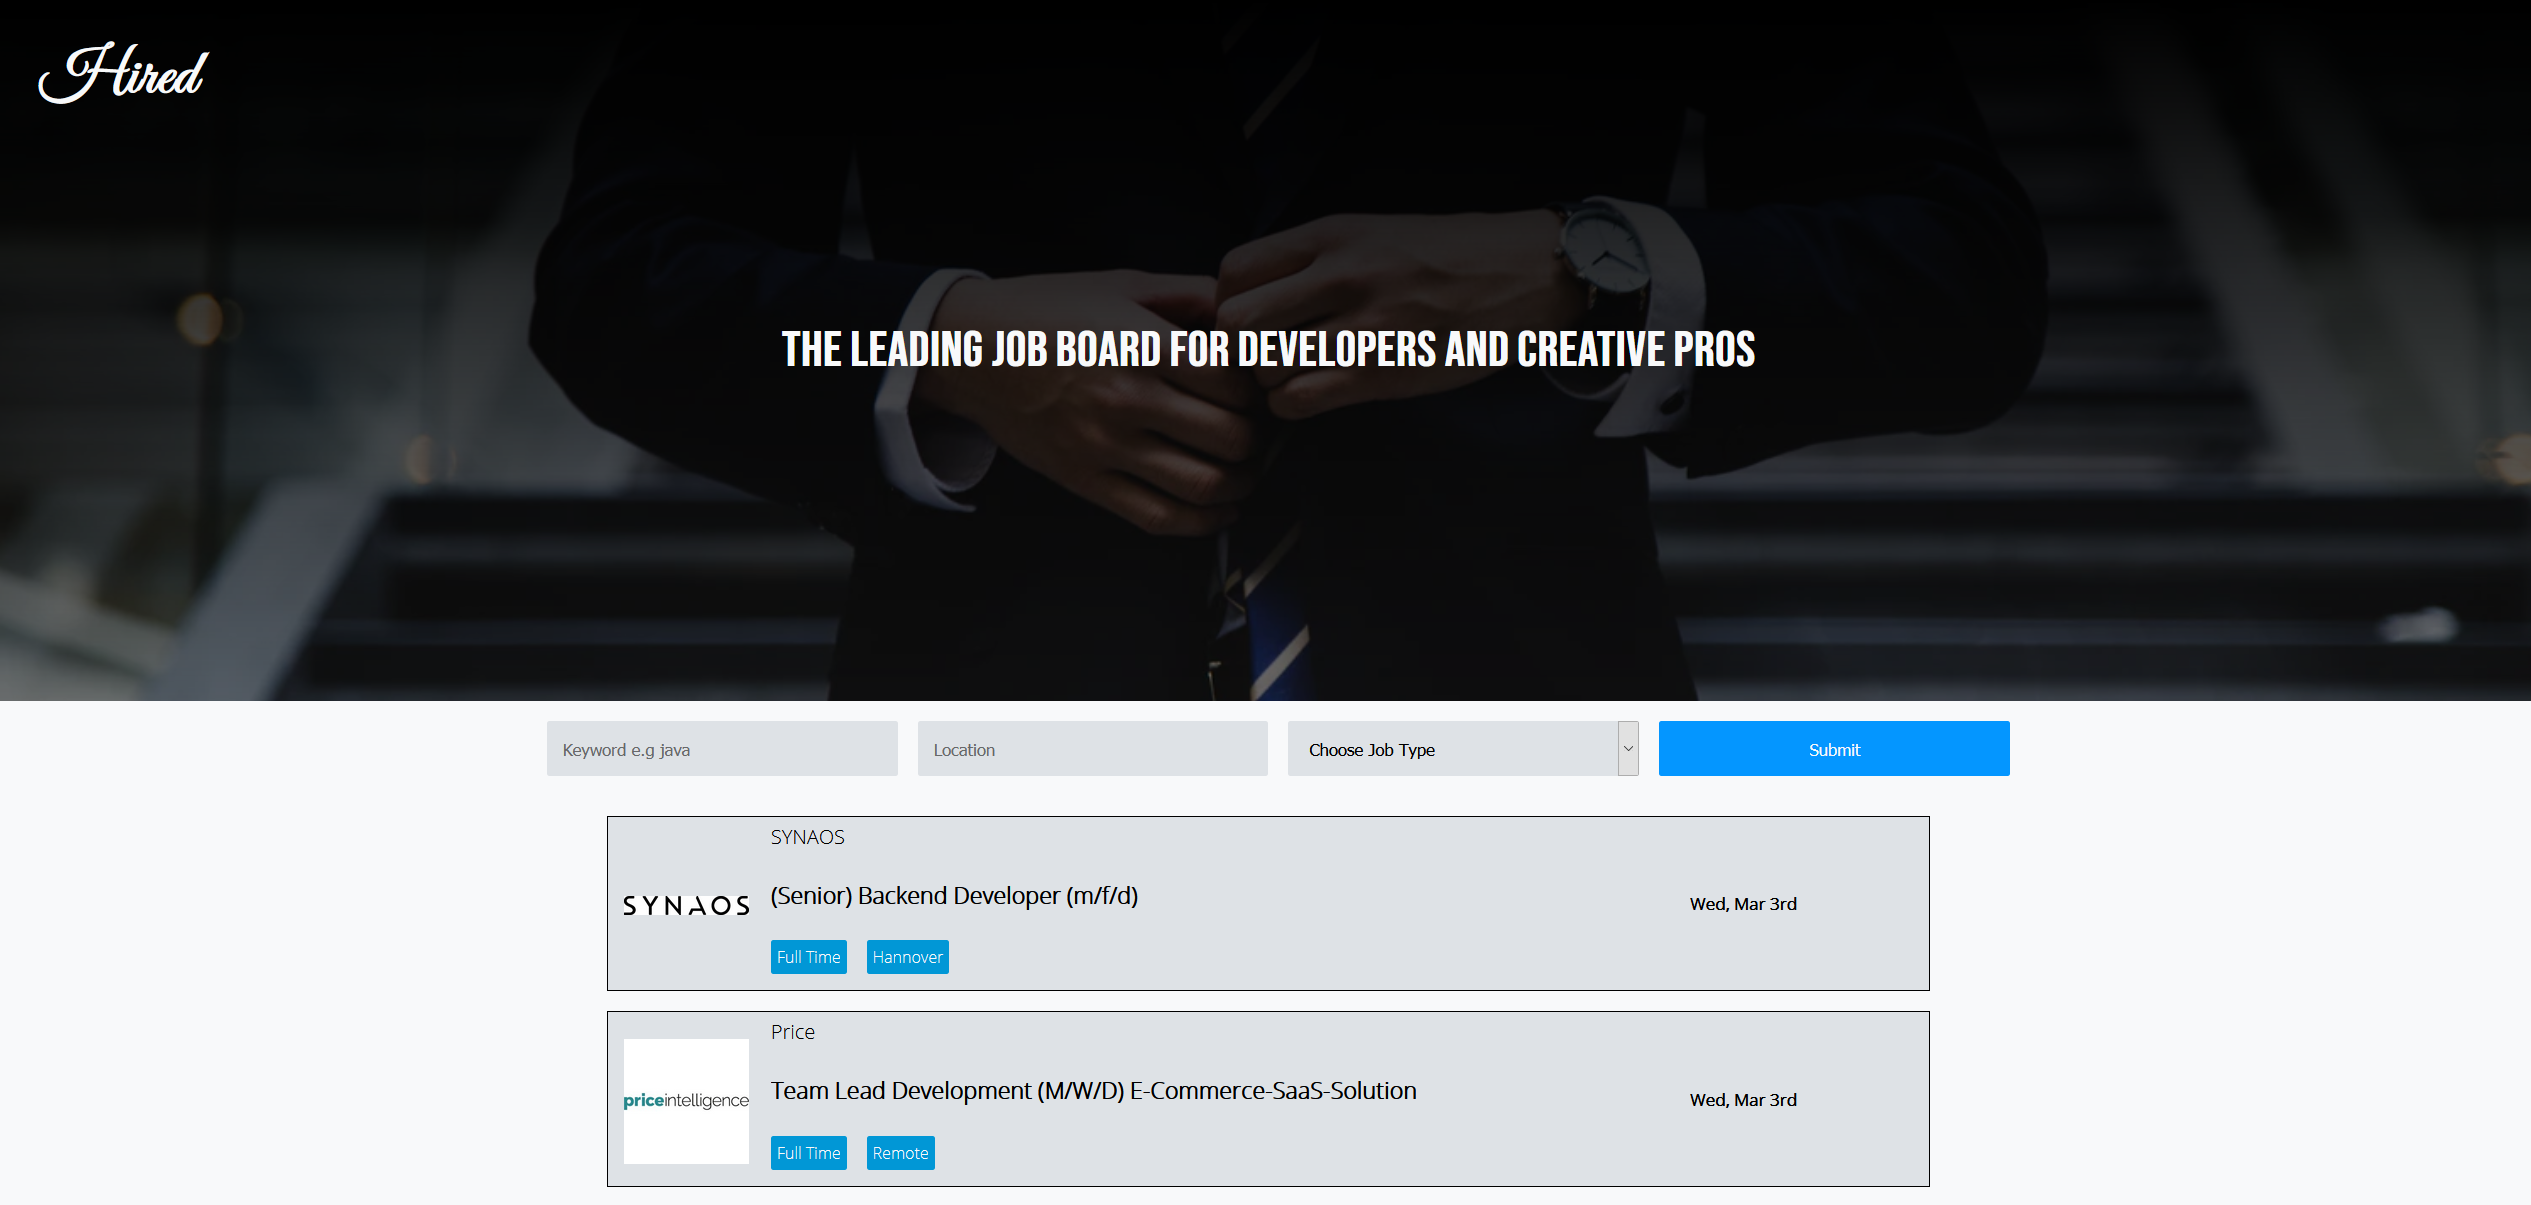 Hired
THE LEADING JOB BOARD FOR DEVELOPERS AND CREATIVE PROS
Keyword e.g java
Location
Choose Job Type
Submit
SYNAOS
SYNAOS
(Senior) Backend Developer (m/f/d)
Wed, Mar 3rd
Full Time
Hannover
Price
priceintelligence
Team Lead Development (M/W/D) E-Commerce-SaaS-Solution
Wed, Mar 3rd
Full Time
Remote